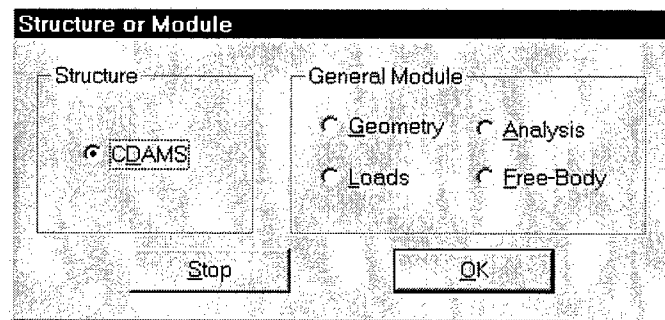 Structure or Module
Structure
General Module
CDAMS
Geometry
Analysis
Loads
Free-Body
Stop
OK